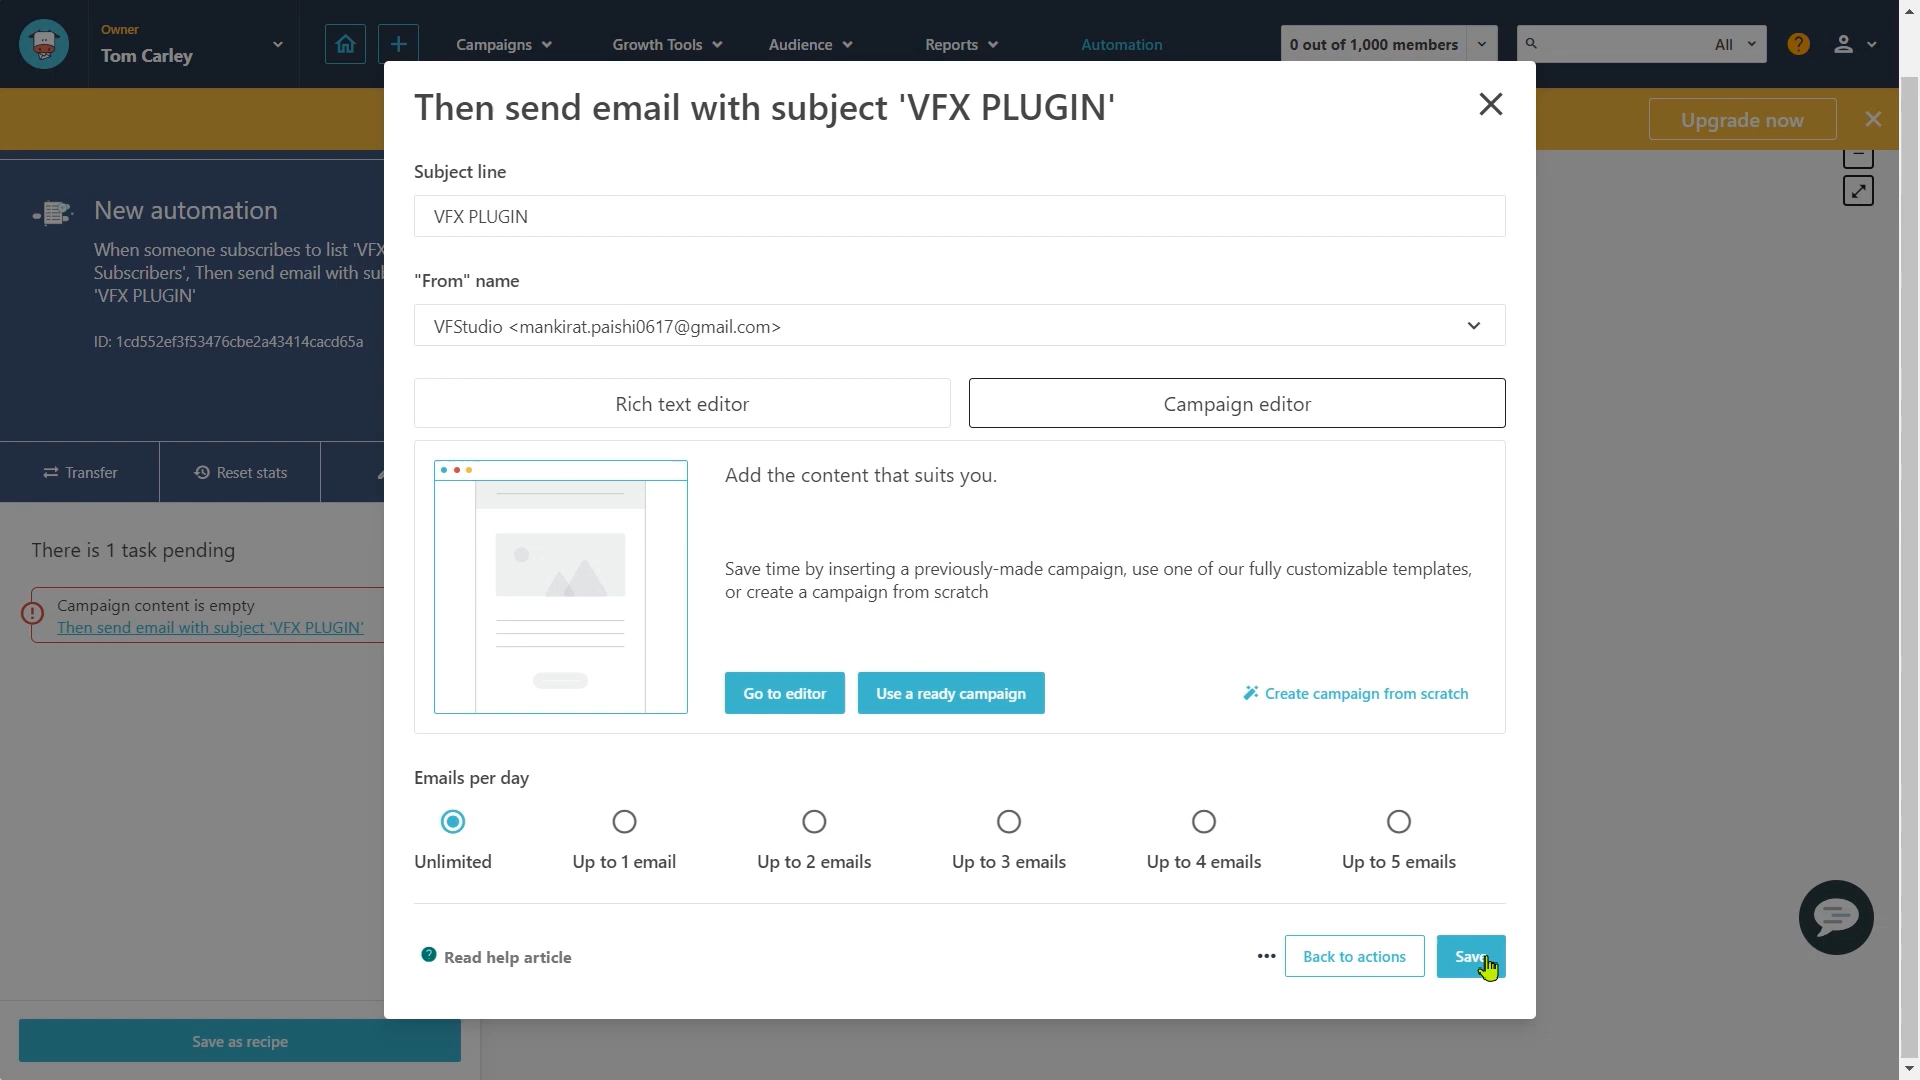 Owner
Tom Carley
Campaigns
Growth Tools
Audience
Reports
Automation
0 out of 1,000 members
All
?
Upgrade now
Then send email with subject 'VFX PLUGIN'
Subject line
VFX PLUGIN
"From" name
VFStudio <mankirat.paishi0617@gmail.com>
Rich text editor
Campaign editor
Add the content that suits you.
Save time by inserting a previously-made campaign, use one of our fully customizable templates,
or create a campaign from scratch
Go to editor
Use a ready campaign
Create campaign from scratch
Emails per day
Unlimited
Up to 1 email
Up to 2 emails
Up to 3 emails
Up to 4 emails
Up to 5 emails
Read help article
Back to actions
Save
New automation
When someone subscribes to list 'VFX
Subscribers', Then send email with sub
'VFX PLUGIN'
ID: 1cd552ef3f53476cbe2a43414cacd65a
Transfer
Reset stats
There is 1 task pending
Campaign content is empty
Then send email with subject 'VFX PLUGIN'
Save as recipe